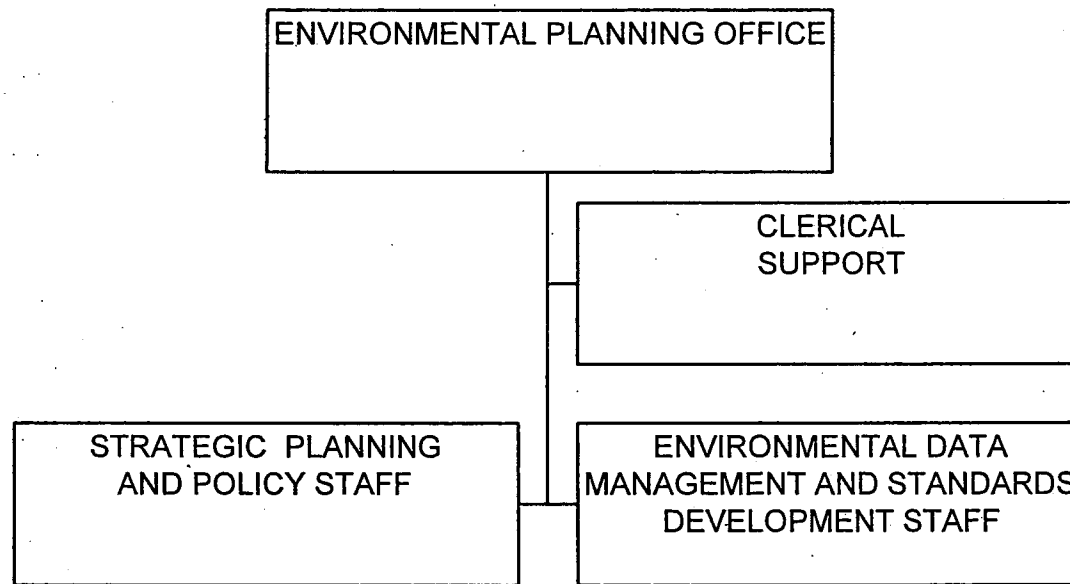 ENVIRONMENTAL PLANNING OFFICE
CLERICAL
SUPPORT
STRATEGIC PLANNING
AND POLICY STAFF
ENVIRONMENTAL DATA
MANAGEMENT AND STANDARDS
DEVELOPMENT STAFF